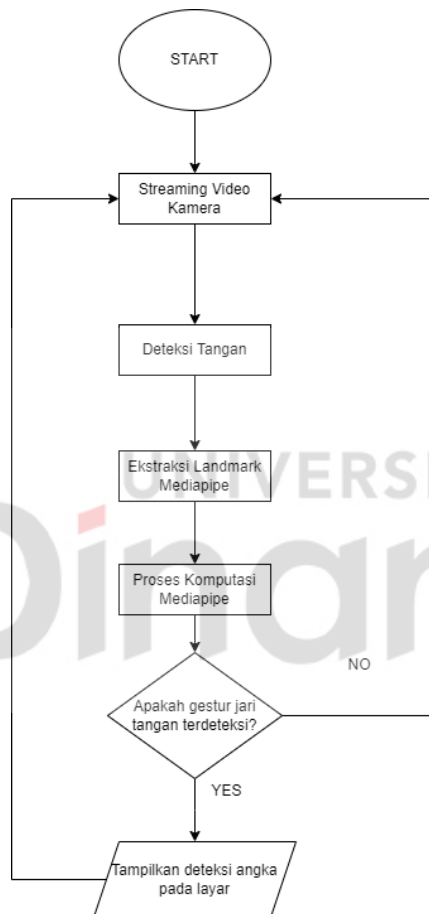 START
Streaming Video
Kamera
Deteksi Tangan
Ekstraksi Landmark
Mediapipe
UNIVERSI
Dinam
Proses Komputasi
Mediapipe
NO
Apakah gestur jari
tangan terdeteksi?
YES
Tampilkan deteksi angka
pada layar